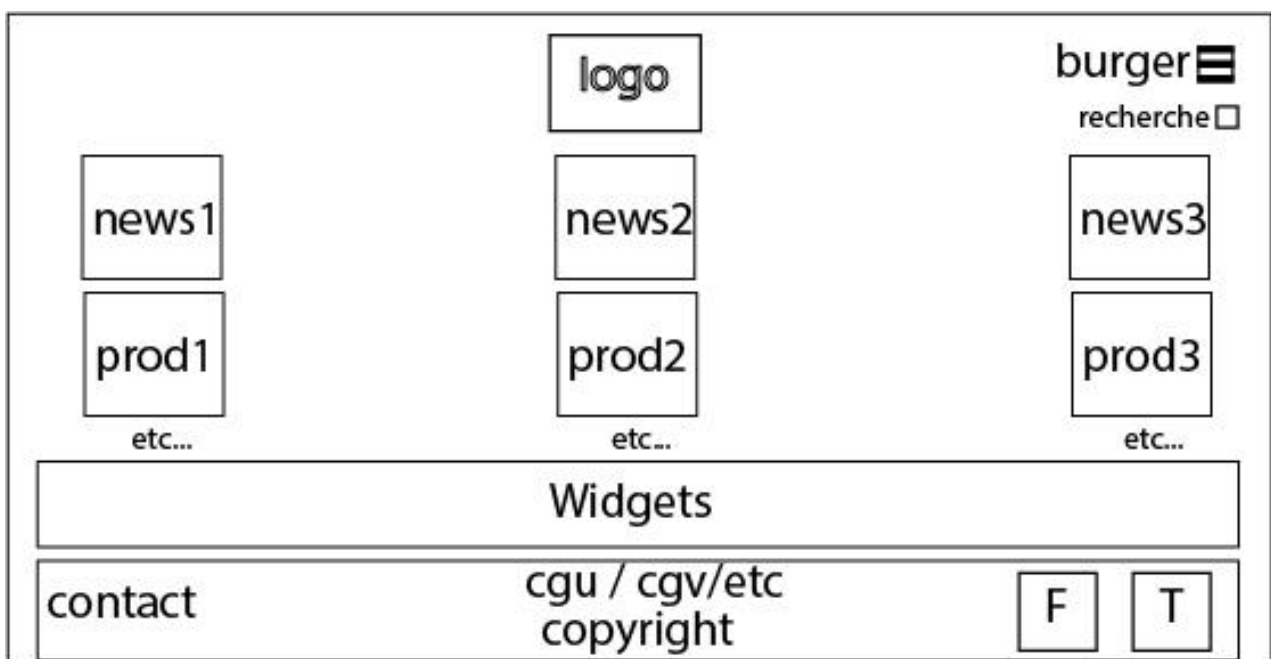 logo
burger
recherche
news1 news2 news3
prod1 prod2 prod3
etc... etc... etc...
Widgets
contact
cgu / cgv/etc
copyright
F T